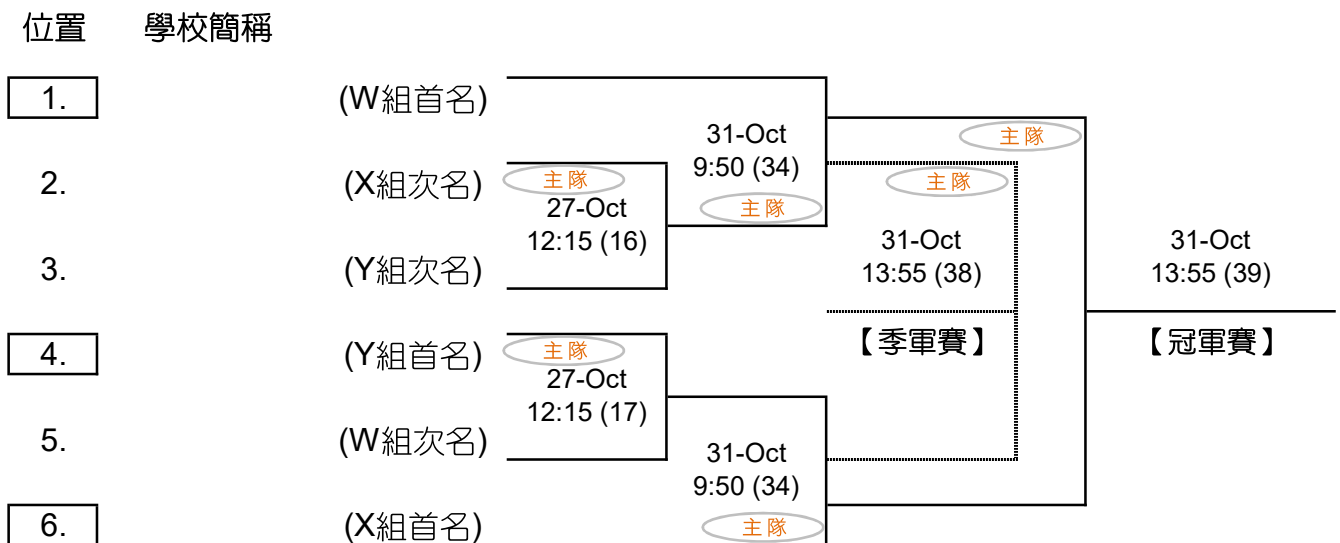 位置 學校簡稱
1. (W組首名)
31-Oct
9:50 (34)
主隊
主隊
2. (X組次名)
主隊
27-Oct
12:15 (16)
主隊
3. (Y組次名)
31-Oct
13:55 (38)
【季軍賽】
31-Oct
13:55 (39)
【冠軍賽】
4. (Y組首名)
主隊
27-Oct
12:15 (17)
5. (W組次名)
31-Oct
9:50 (34)
主隊
6. (X組首名)